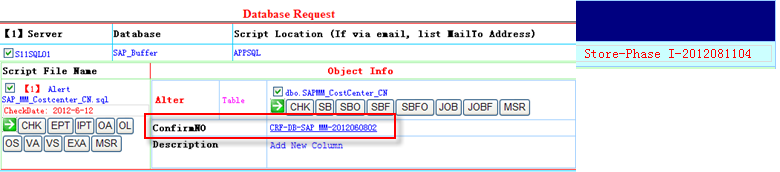 Database Request
【1】Server Database Script Location (If via email, list MailTo Address)
S11SQL01 SAP_Buffer APPSQL
Store-Phase I-2012081104
Script File Name Object Info
【1】 Alert
SAP_MM_Costcenter_CN.sql
CheckDate: 2012-6-12
CHK EPT IPT OA OL
OS VA VS EXA MSR
Alter Table dbo.SAPMM_CostCenter_CN
CHK SB SBO SBF SBFO JOB JOBF MSR
ConfirmNO CRF-DB-SAP MM-2012060802
Description Add New Column